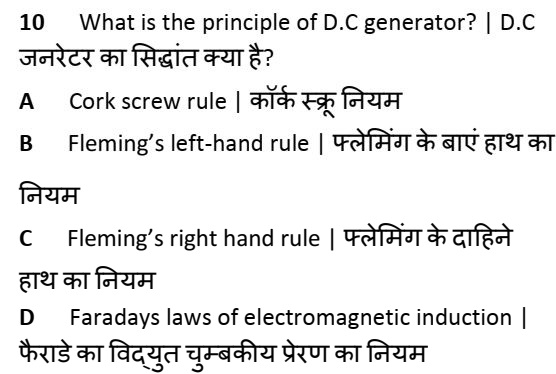 10 What is the principle of D.C generator? | D.C
जनरेटर का सिद्धांत क्या है?
A Cork screw rule | कॉर्क स्क्रू नियम
B Fleming’s left-hand rule | फ्लेमिंग के बाएं हाथ का
नियम
C Fleming’s right hand rule | फ्लेमिंग के दाहिने
हाथ का नियम
D Faradays laws of electromagnetic induction |
फैराडे का विद्युत चुम्बकीय प्रेरण का नियम